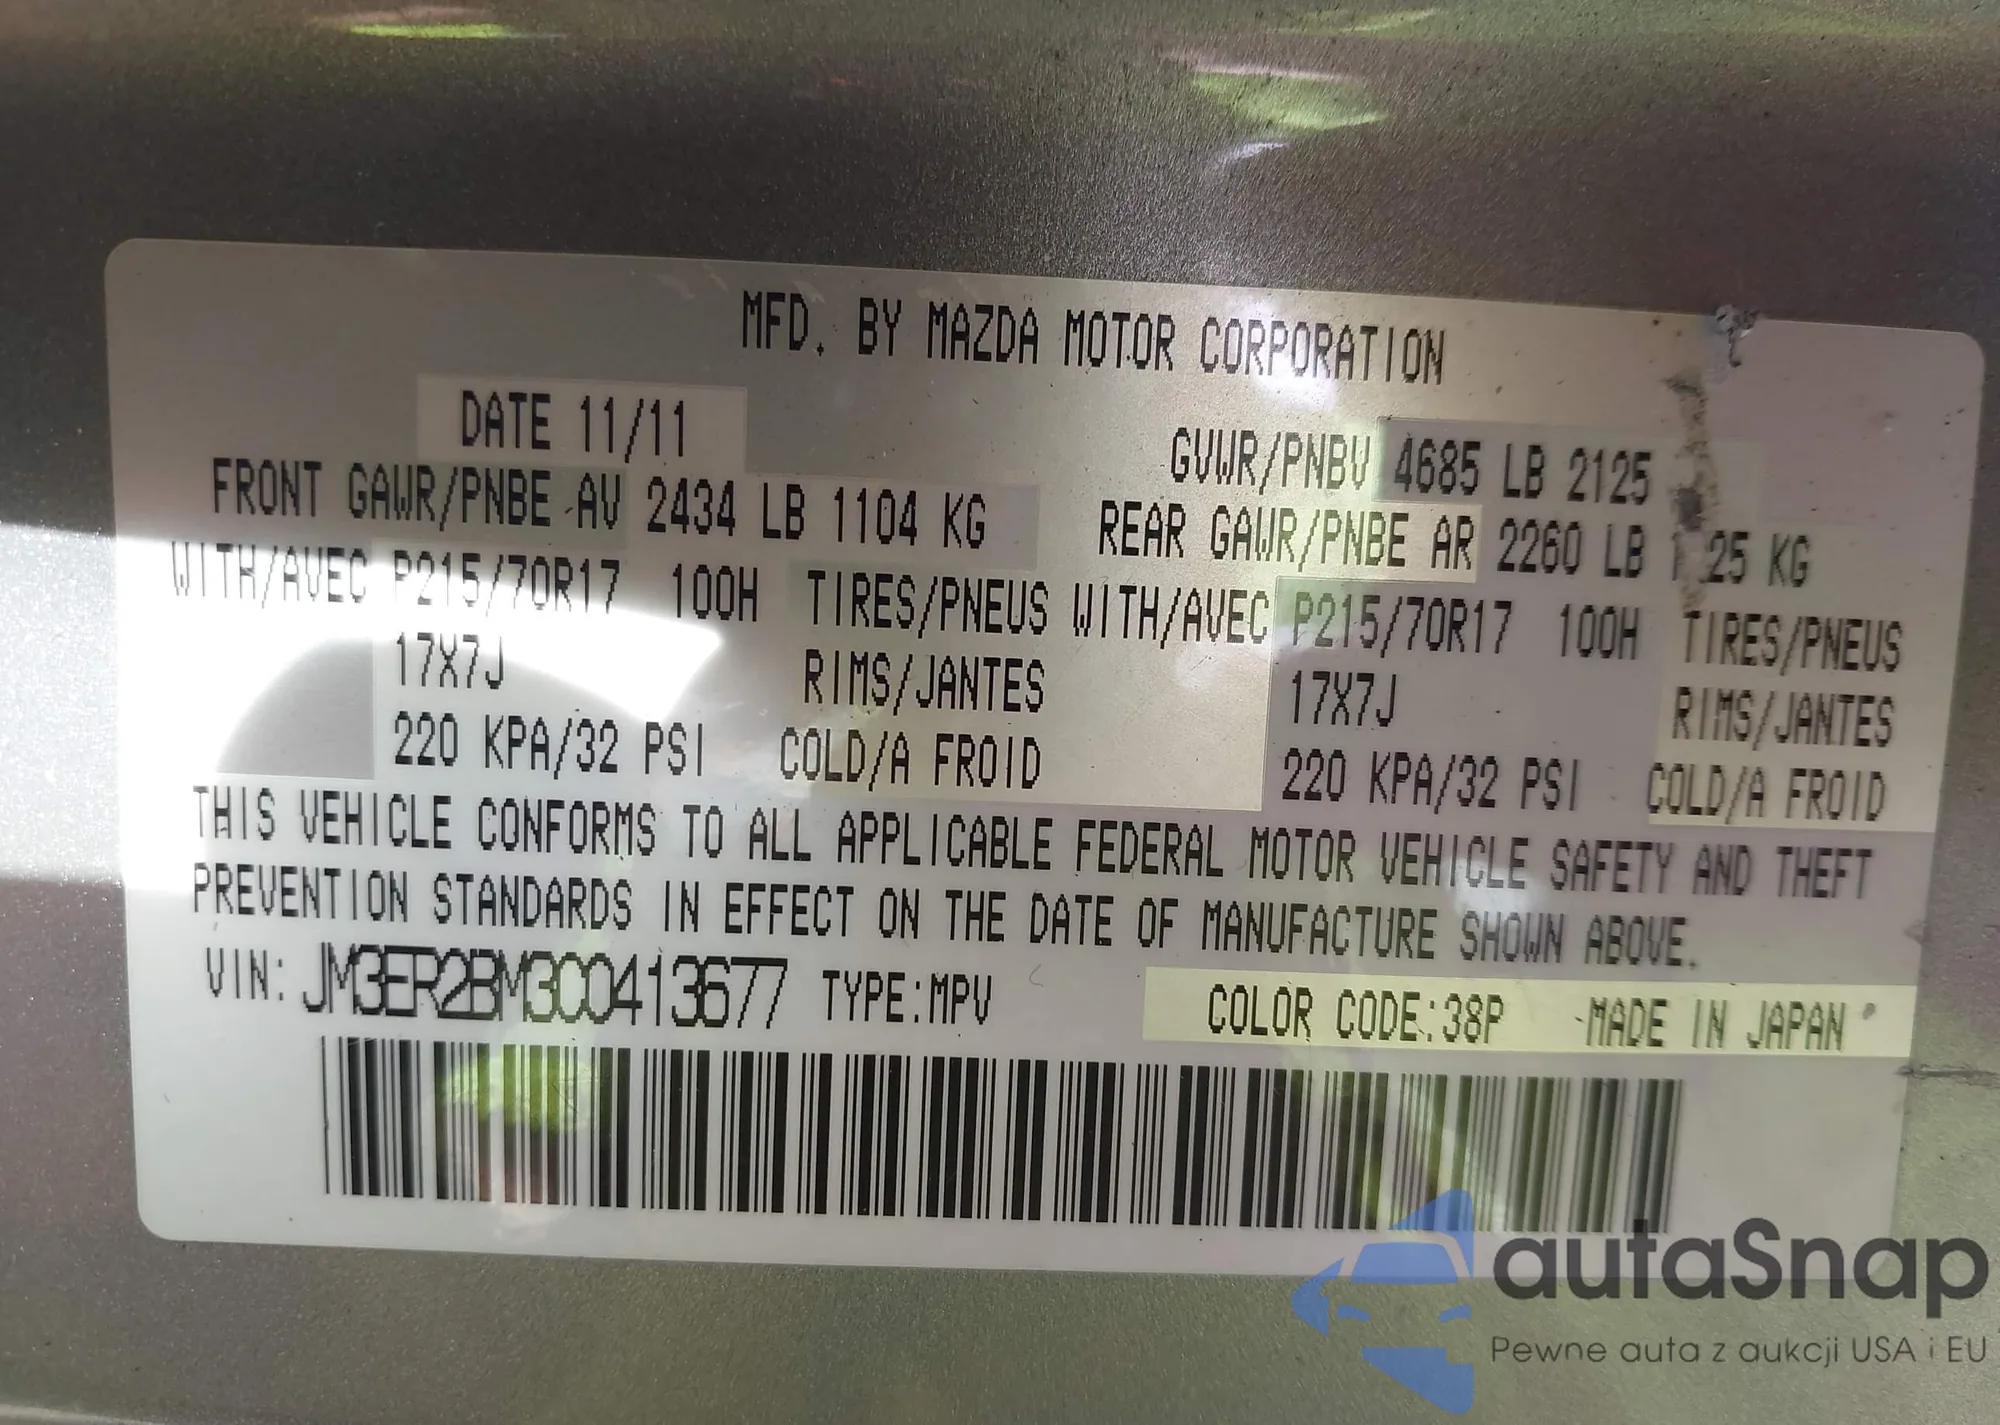 MFD. BY MAZDA MOTOR CORPORATION
DATE 11/11
GVWR/PNBV 4685 LB 2125
FRONT GAWR/PNBE AV 2434 LB 1104 KG
REAR GAWR/PNBE AR 2260 LB 25 KG
WITH/AVEC P215/70R17 100H TIRES/PNEUS WITH/AVEC P215/70R17 100H TIRES/PNEUS
17X7J RIMS/JANTES 17X7J RIMS/JANTES
220 KPA/32 PSI COLD/A FROID 220 KPA/32 PSI COLD/A FROID
THIS VEHICLE CONFORMS TO ALL APPLICABLE FEDERAL MOTOR VEHICLE SAFETY AND THEFT
PREVENTION STANDARDS IN EFFECT ON THE DATE OF MANUFACTURE SHOWN ABOVE.
VIN: JM3ER2BM3C0413677 TYPE:MPV COLOR CODE:38P MADE IN JAPAN
autaSnap
Pewne auta z aukcji USA i EU